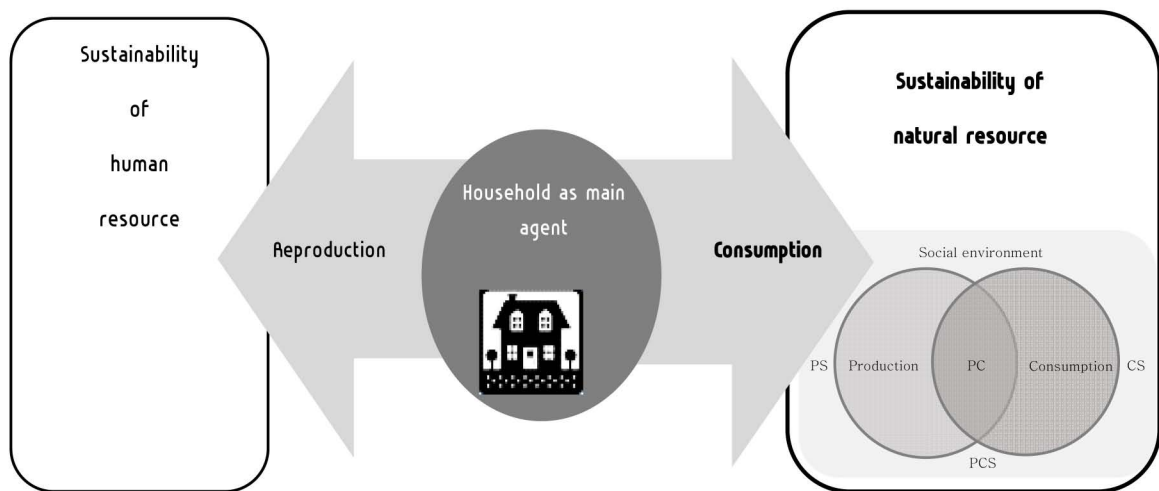 Sustainability
of
human
resource
Reproduction
Household as main
agent
Consumption
Sustainability of
natural resource
Social environment
PS
Production
PC
Consumption
CS
PCS